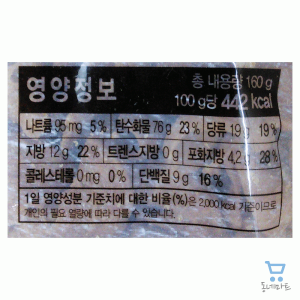 영양정보
총 내용량 160 g
100 g당 442 kcal
나트륨 95 mg 5% 탄수화물 76 g 23% 당류 19 g 19%
지방 12 g 22% 트랜스지방 0 g 포화지방 4.2 g 28%
콜레스테롤 0 mg 0% 단백질 9 g 16%
1일 영양성분 기준치에 대한 비율(%)은 2,000 kcal 기준이므로
개인의 필요 열량에 따라 다를 수 있습니다.
동네마트